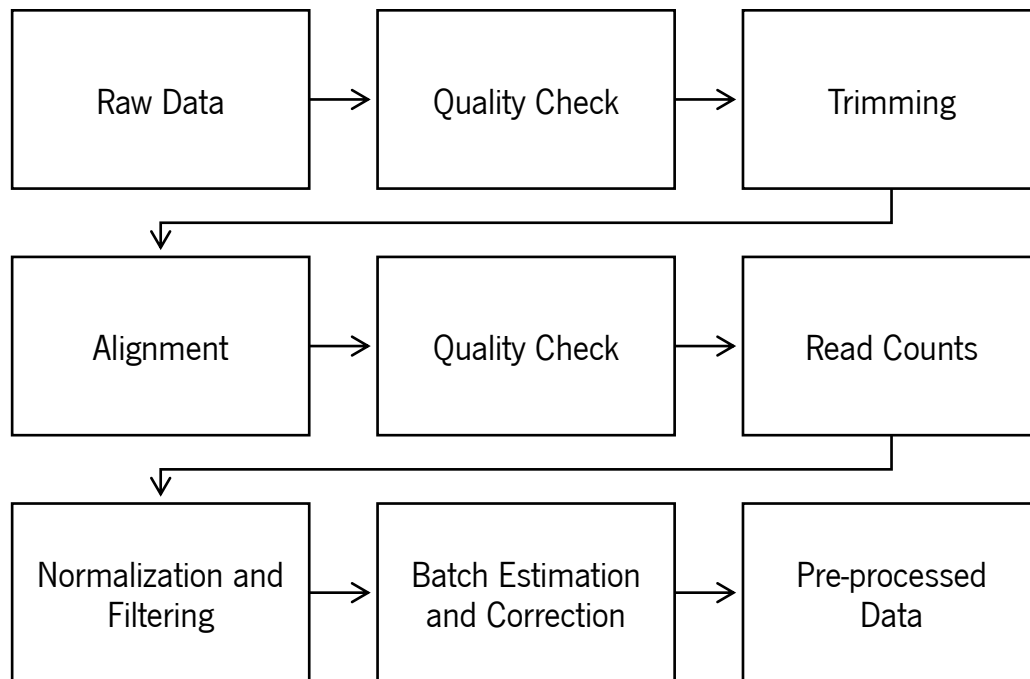 Raw Data
Quality Check
Trimming
Alignment
Quality Check
Read Counts
Normalization and
Filtering
Batch Estimation
and Correction
Pre-processed
Data